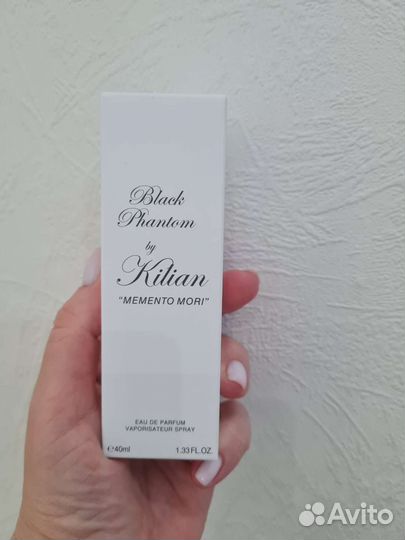 Black
Phantom
by
Kilian
"MEMENTO MORI"
EAU DE PARFUM
VAPORISATEUR SPRAY
℮40ml 1.33 FL.OZ
Avito